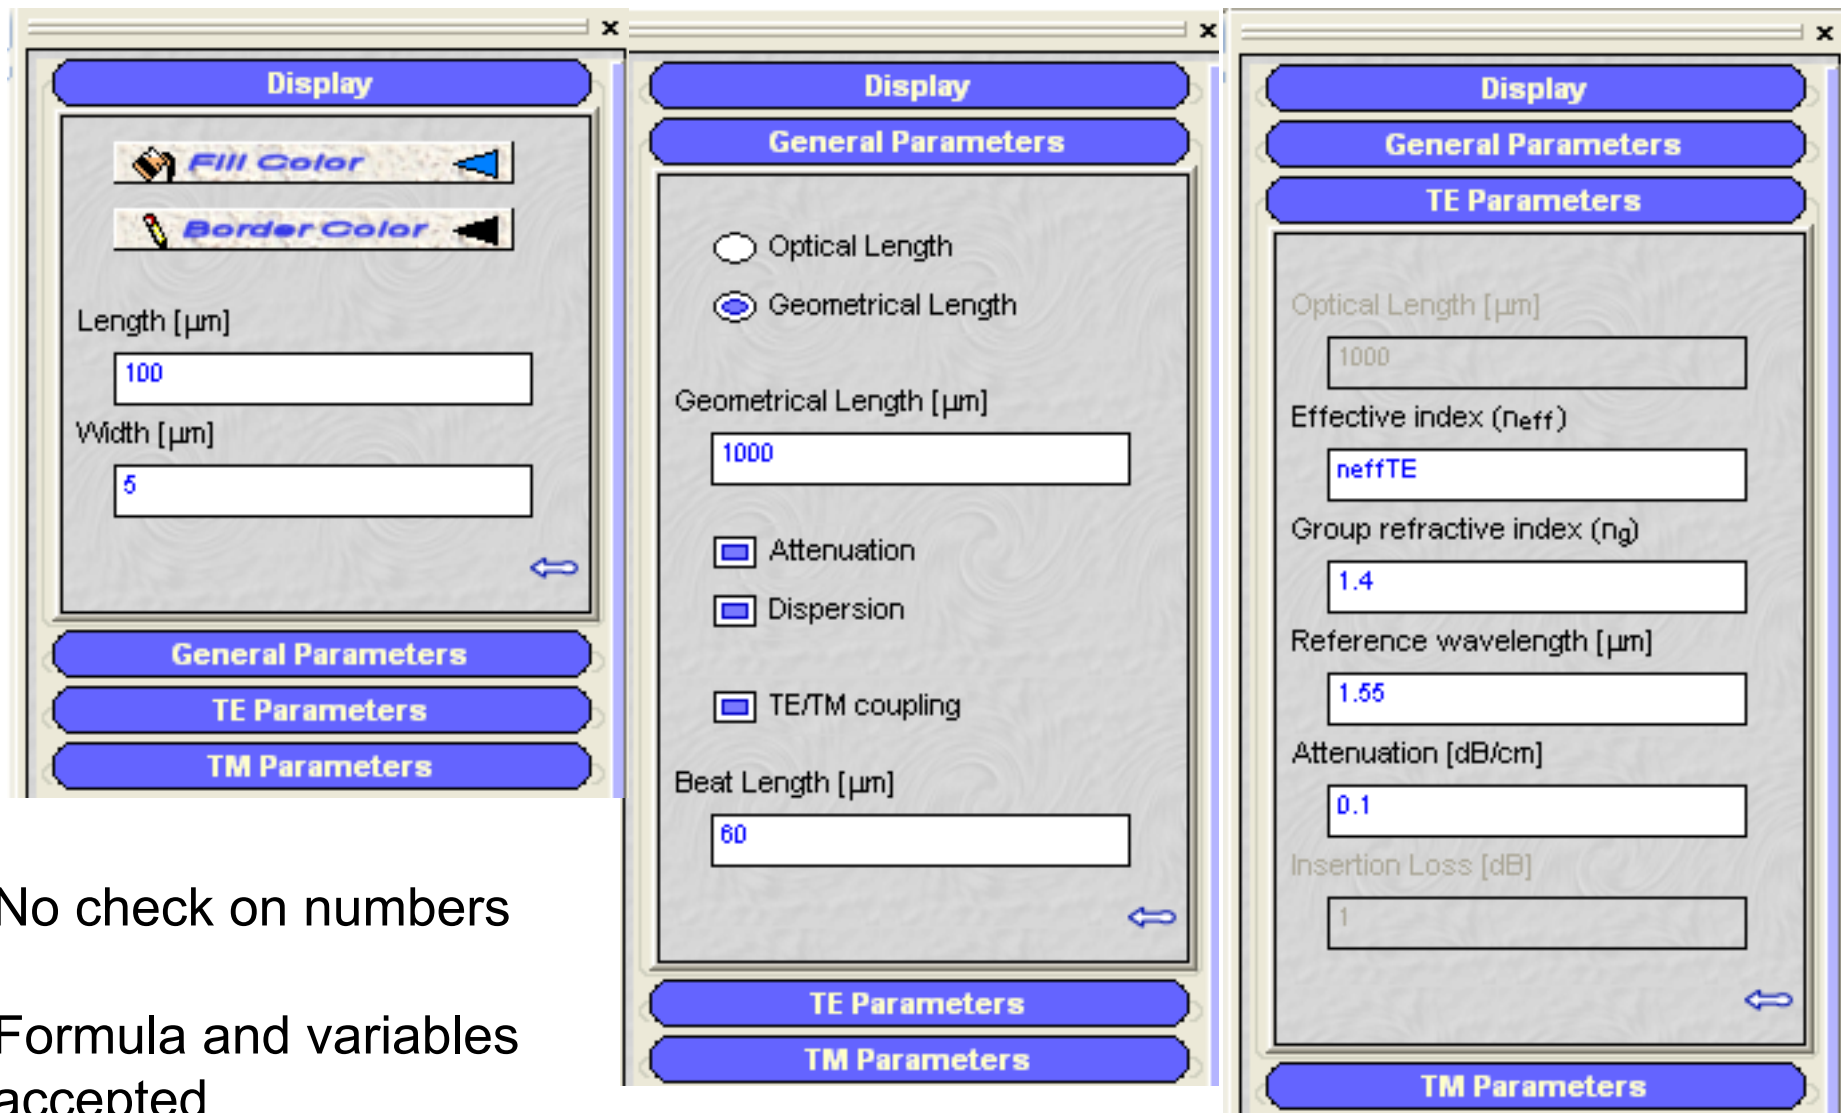 Display
Fill Color
Border Color
Length [µm]
100
Width [µm]
5
General Parameters
TE Parameters
TM Parameters
No check on numbers
Formula and variables
accepted
Display
General Parameters
Optical Length
Geometrical Length
Geometrical Length [µm]
1000
Attenuation
Dispersion
TE/TM coupling
Beat Length [µm]
60
TE Parameters
TM Parameters
Display
General Parameters
TE Parameters
Optical Length [µm]
1000
Effective index (neff)
neffTE
Group refractive index (ng)
1.4
Reference wavelength [µm]
1.55
Attenuation [dB/cm]
0.1
Insertion Loss [dB]
1
TM Parameters